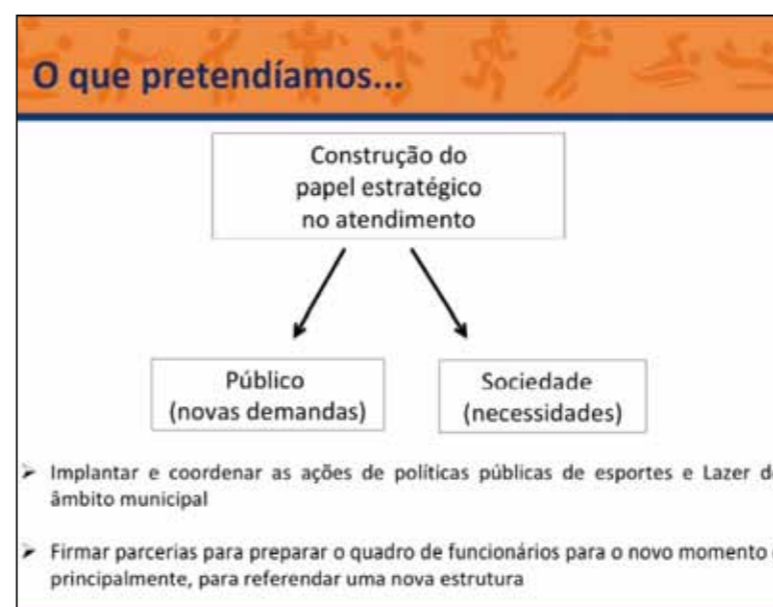 O que pretendíamos...
Construção do
papel estratégico
no atendimento
Público
(novas demandas)
Sociedade
(necessidades)
➢ Implantar e coordenar as ações de políticas públicas de esportes e Lazer
âmbito municipal
➢ Firmar parcerias para preparar o quadro de funcionários para o novo momento
principalmente, para referendar uma nova estrutura